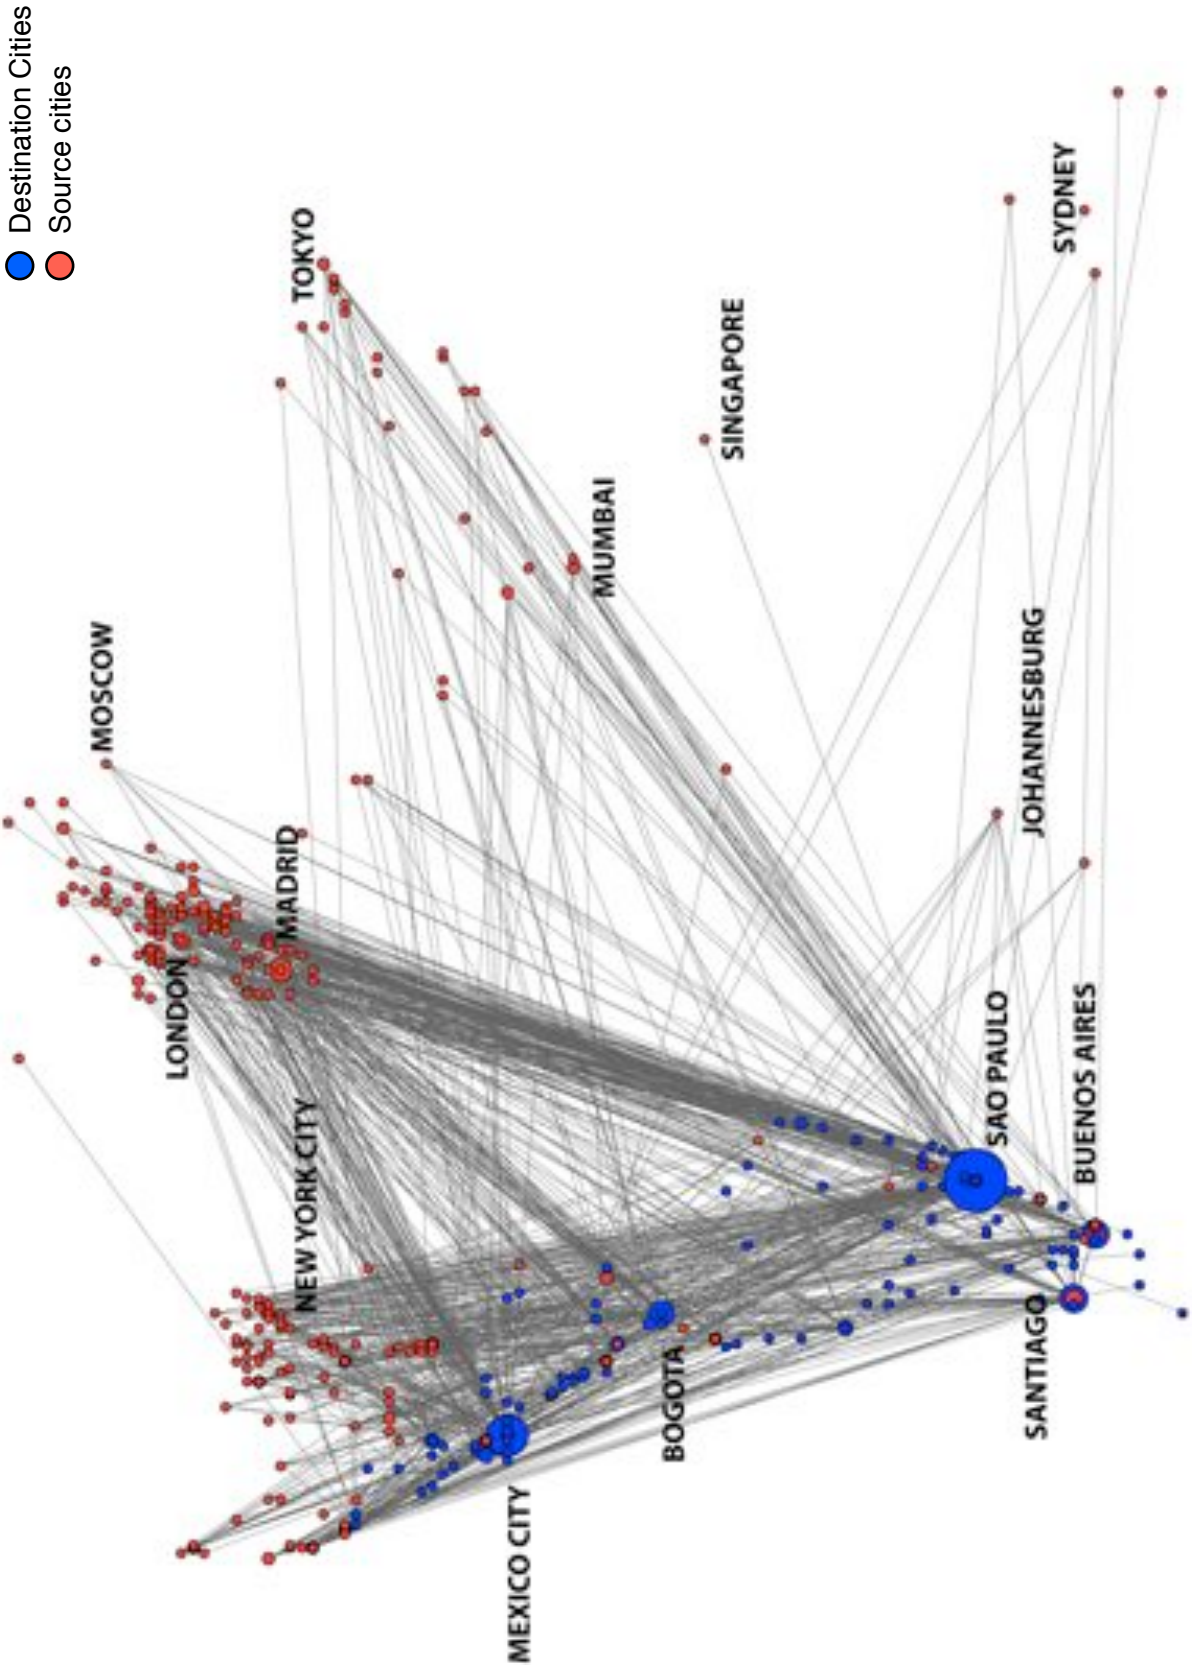 Destination Cities
Source cities
MOSCOW
TOKYO
LONDON
MADRID
NEW YORK CITY
MUMBAI
SINGAPORE
MEXICO CITY
BOGOTA
SAO PAULO
JOHANNESBURG
SYDNEY
SANTIAGO
BUENOS AIRES